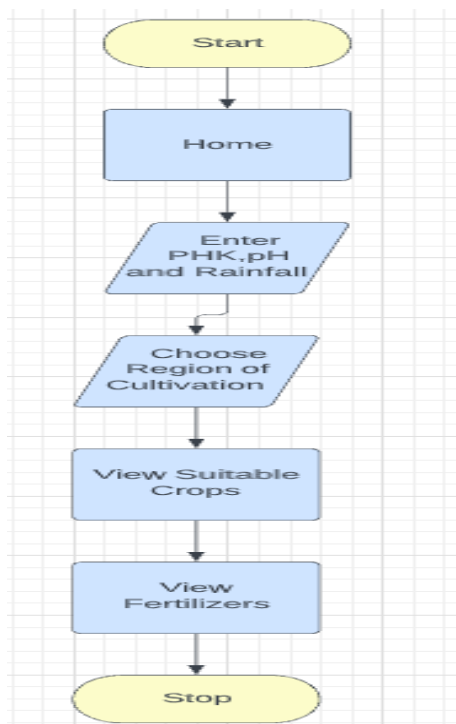 Start
Home
Enter
PHK,pH
and Rainfall
Choose
Region of
Cultivation
View Suitable
Crops
View
Fertilizers
Stop